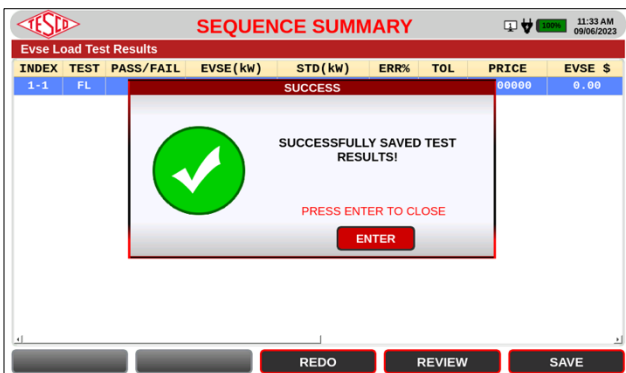 TESCO
SEQUENCE SUMMARY
1
100%
11:33 AM
09/06/2023
Evse Load Test Results
INDEX TEST PASS/FAIL EVSE(kW) STD(kW) ERR% TOL PRICE EVSE $
1-1 FL 00000 0.00
SUCCESS
SUCCESSFULLY SAVED TEST
RESULTS!
PRESS ENTER TO CLOSE
ENTER
REDO REVIEW SAVE